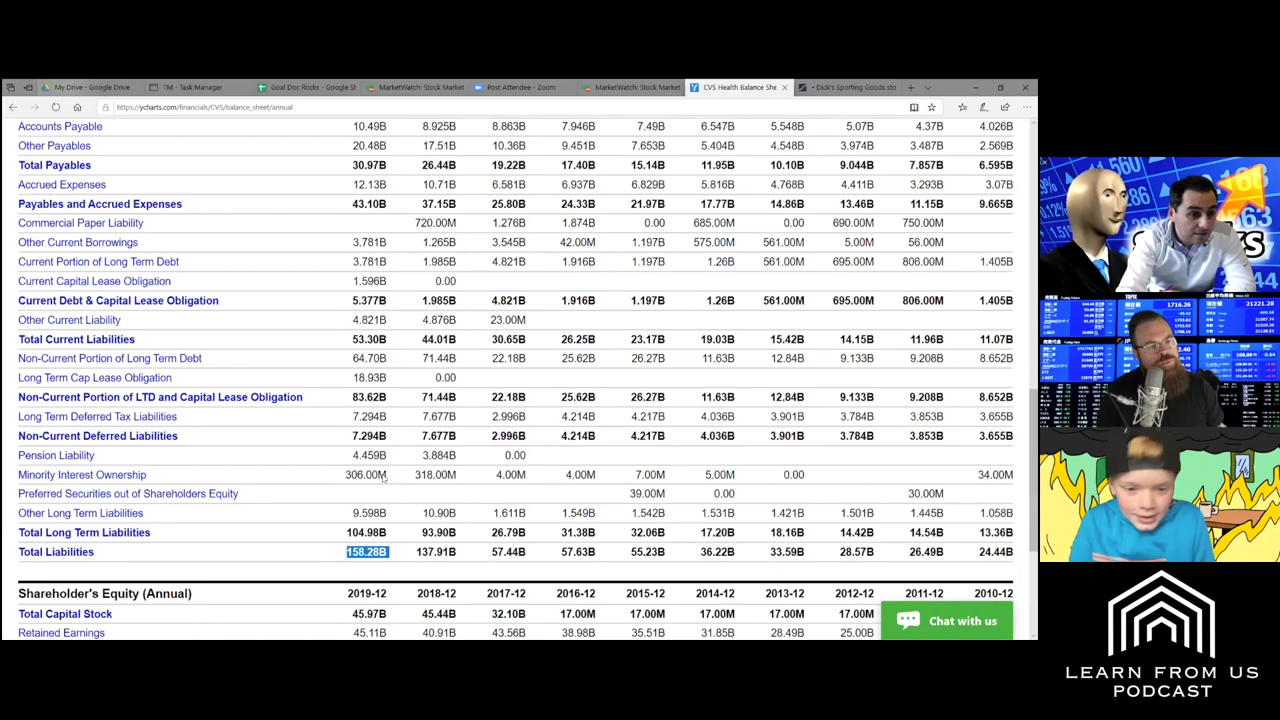 My Drive - Google Drive
TM - Task Manager
Goal Doc Rocks - Google Sl
MarketWatch: Stock Market
Post Attendee - Zoom
MarketWatch: Stock Market
CVS Health Balance She
• Dick's Sporting Goods sto
https://ycharts.com/financials/CVS/balance_sheet/annual
Accounts Payable 10.49B 8.925B 8.863B 7.946B 7.49B 6.547B 5.548B 5.07B 4.37B 4.026B
Other Payables 20.48B 17.51B 10.36B 9.451B 7.653B 5.404B 4.548B 3.974B 3.487B 2.569B
Total Payables 30.97B 26.44B 19.22B 17.40B 15.14B 11.95B 10.10B 9.044B 7.857B 6.595B
Accrued Expenses 12.13B 10.71B 6.581B 6.937B 6.829B 5.816B 4.768B 4.411B 3.293B 3.07B
Payables and Accrued Expenses 43.10B 37.15B 25.80B 24.33B 21.97B 17.77B 14.86B 13.46B 11.15B 9.665B
Commercial Paper Liability 720.00M 1.276B 1.874B 0.00 685.00M 0.00 690.00M 750.00M
Other Current Borrowings 3.781B 1.265B 3.545B 42.00M 1.197B 575.00M 561.00M 5.00M 56.00M
Current Portion of Long Term Debt 3.781B 1.985B 4.821B 1.916B 1.197B 1.26B 561.00M 695.00M 806.00M 1.405B
Current Capital Lease Obligation 1.596B 0.00
Current Debt & Capital Lease Obligation 5.377B 1.985B 4.821B 1.916B 1.197B 1.26B 561.00M 695.00M 806.00M 1.405B
Other Current Liability 4.821B 4.876B 23.00M
Total Current Liabilities 53.30B 44.01B 30.65B 26.25B 23.17B 19.03B 15.42B 14.15B 11.96B 11.07B
Non-Current Portion of Long Term Debt 64.70B 71.44B 22.18B 25.62B 26.27B 11.63B 12.84B 9.133B 9.208B 8.652B
Long Term Cap Lease Obligation 18.93B 0.00
Non-Current Portion of LTD and Capital Lease Obligation 83.62B 71.44B 22.18B 25.62B 26.27B 11.63B 12.84B 9.133B 9.208B 8.652B
Long Term Deferred Tax Liabilities 7.294B 7.677B 2.996B 4.214B 4.217B 4.036B 3.901B 3.784B 3.853B 3.655B
Non-Current Deferred Liabilities 7.294B 7.677B 2.996B 4.214B 4.217B 4.036B 3.901B 3.784B 3.853B 3.655B
Pension Liability 4.459B 3.884B 0.00
Minority Interest Ownership 306.00M 318.00M 4.00M 4.00M 7.00M 5.00M 0.00 34.00M
Preferred Securities out of Shareholders Equity 39.00M 0.00 30.00M
Other Long Term Liabilities 9.598B 10.90B 1.611B 1.549B 1.542B 1.531B 1.421B 1.501B 1.445B 1.058B
Total Long Term Liabilities 104.98B 93.90B 26.79B 31.38B 32.06B 17.20B 18.16B 14.42B 14.54B 13.36B
Total Liabilities 158.28B 137.91B 57.44B 57.63B 55.23B 36.22B 33.59B 28.57B 26.49B 24.44B
Shareholder's Equity (Annual) 2019-12 2018-12 2017-12 2016-12 2015-12 2014-12 2013-12 2012-12 2011-12 2010-12
Total Capital Stock 45.97B 45.44B 32.10B 17.00M 17.00M 17.00M 17.00M 17.00M
Retained Earnings 45.11B 40.91B 43.56B 38.98B 35.51B 31.85B 28.49B 25.00B
Chat with us
1716.26
21221.28
LEARN FROM US
PODCAST